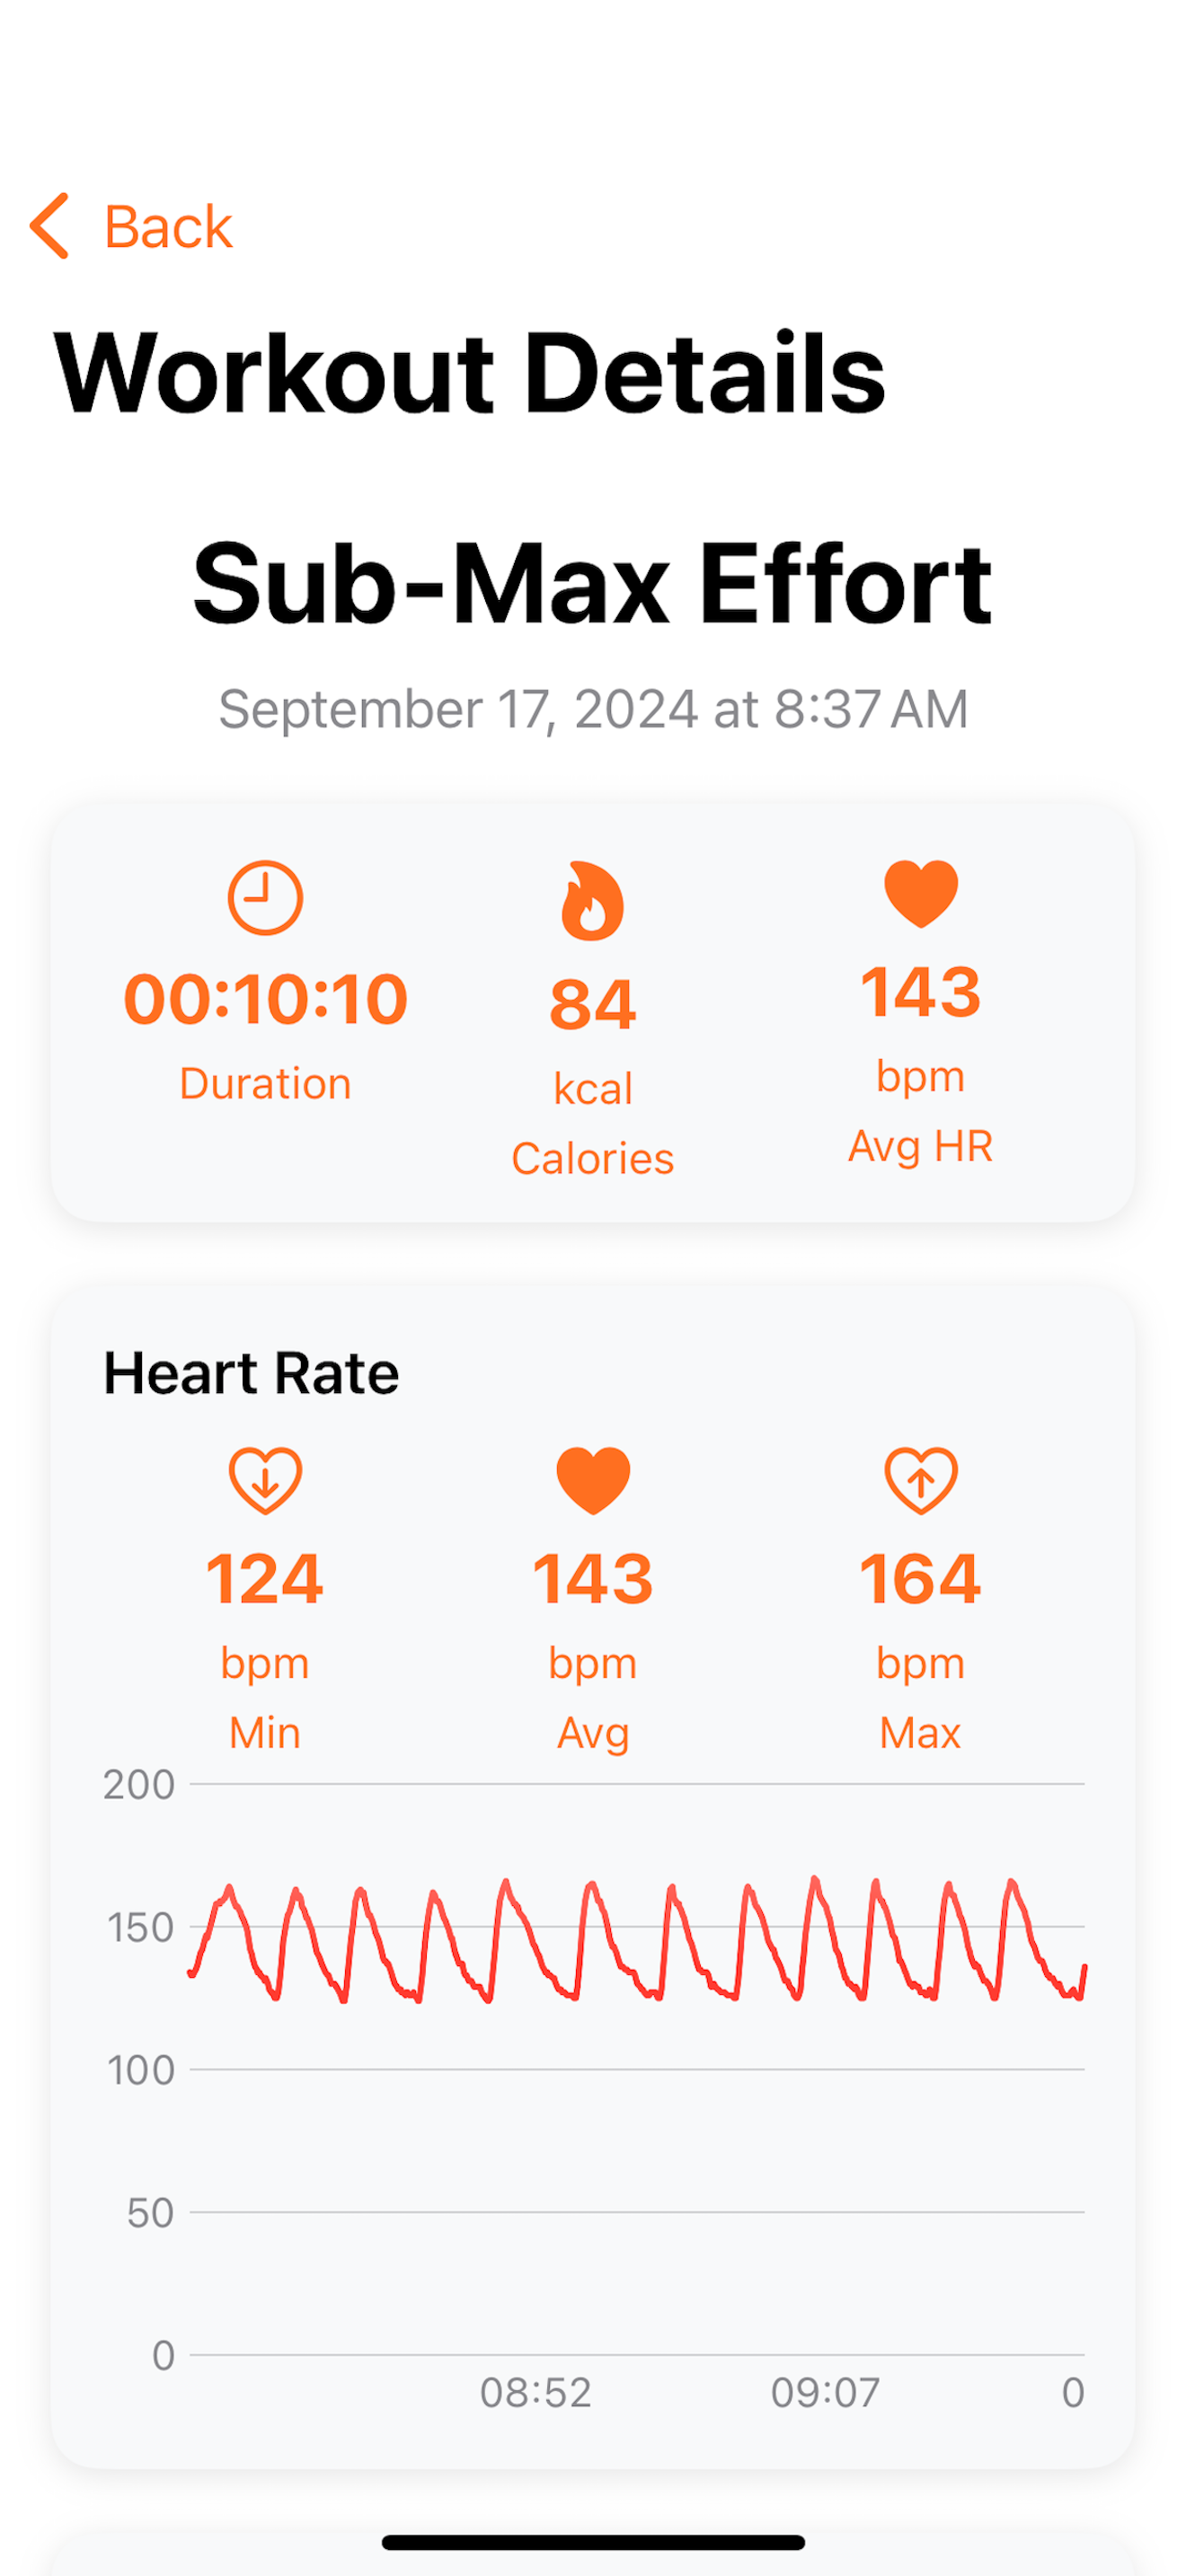 Back
Workout Details
Sub-Max Effort
September 17, 2024 at 8:37 AM
00:10:10
Duration
84
kcal
Calories
143
bpm
Avg HR
Heart Rate
124
bpm
Min
143
bpm
Avg
164
bpm
Max
200
150
100
50
0
08:52 09:07 0